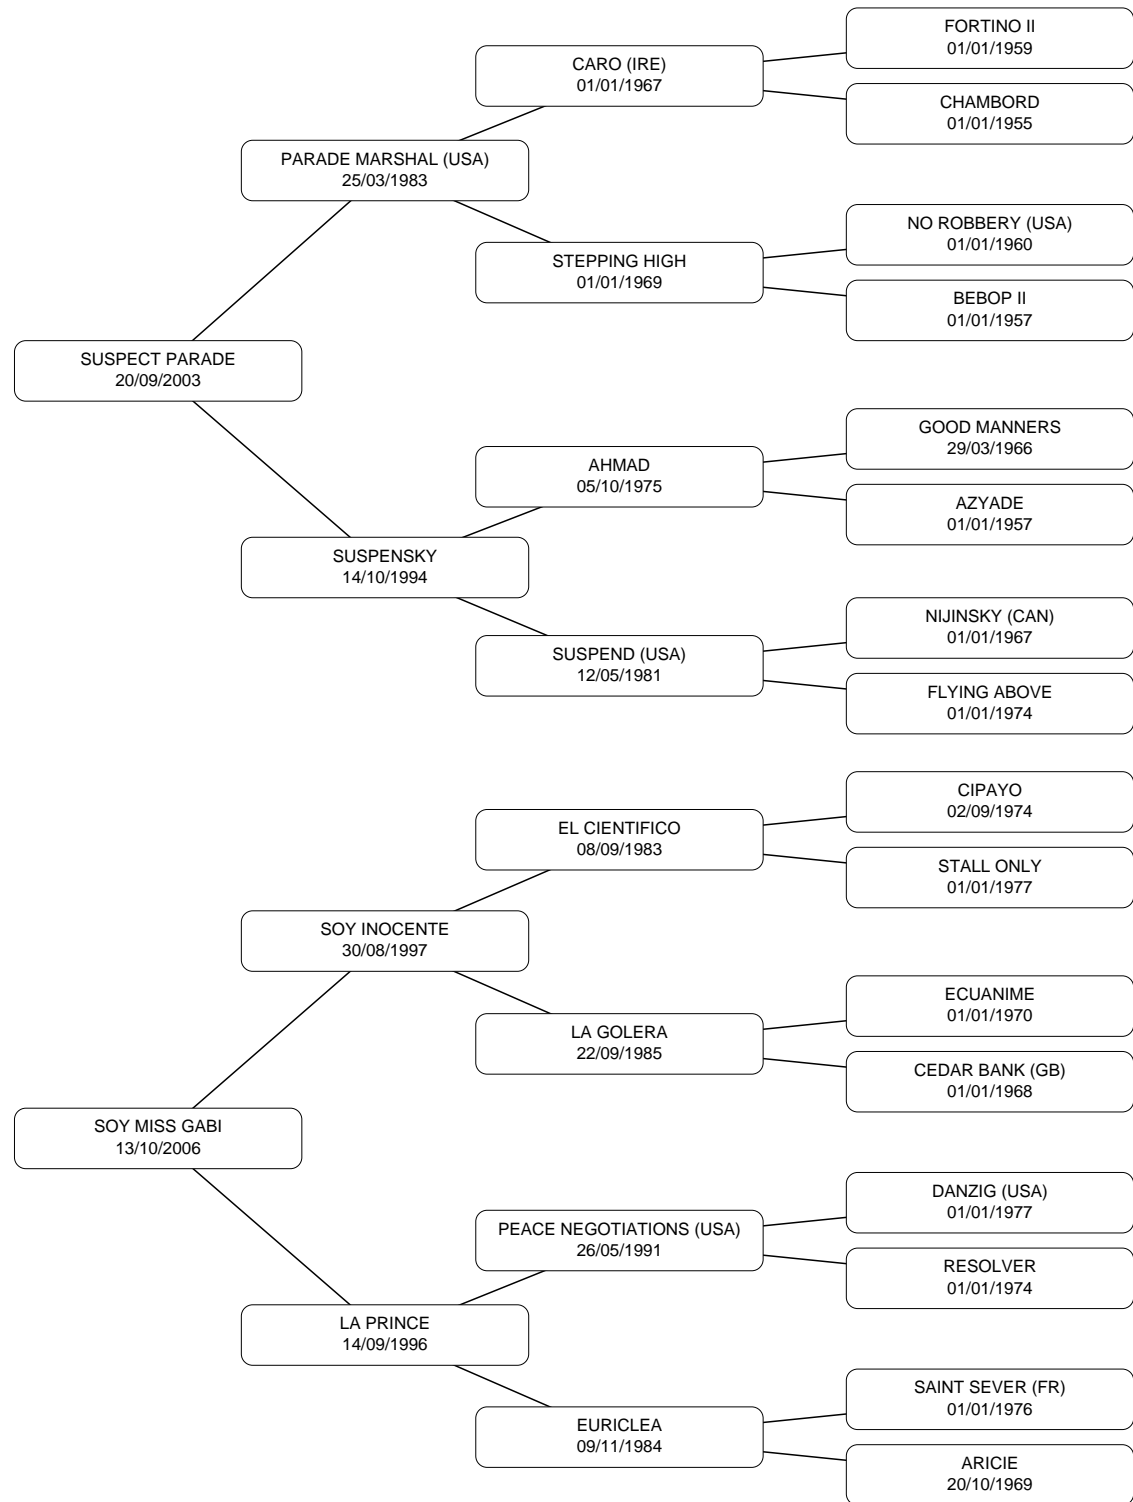 FORTINO II
01/01/1959
CARO (IRE)
01/01/1967
CHAMBORD
01/01/1955
PARADE MARSHAL (USA)
25/03/1983
NO ROBBERY (USA)
01/01/1960
STEPPING HIGH
01/01/1969
BEBOP II
01/01/1957
SUSPECT PARADE
20/09/2003
GOOD MANNERS
29/03/1966
AHMAD
05/10/1975
AZYADE
01/01/1957
SUSPENSKY
14/10/1994
NIJINSKY (CAN)
01/01/1967
SUSPEND (USA)
12/05/1981
FLYING ABOVE
01/01/1974
CIPAYO
02/09/1974
EL CIENTIFICO
08/09/1983
STALL ONLY
01/01/1977
SOY INOCENTE
30/08/1997
ECUANIME
01/01/1970
LA GOLERA
22/09/1985
CEDAR BANK (GB)
01/01/1968
SOY MISS GABI
13/10/2006
DANZIG (USA)
01/01/1977
PEACE NEGOTIATIONS (USA)
26/05/1991
RESOLVER
01/01/1974
LA PRINCE
14/09/1996
SAINT SEVER (FR)
01/01/1976
EURICLEA
09/11/1984
ARICIE
20/10/1969